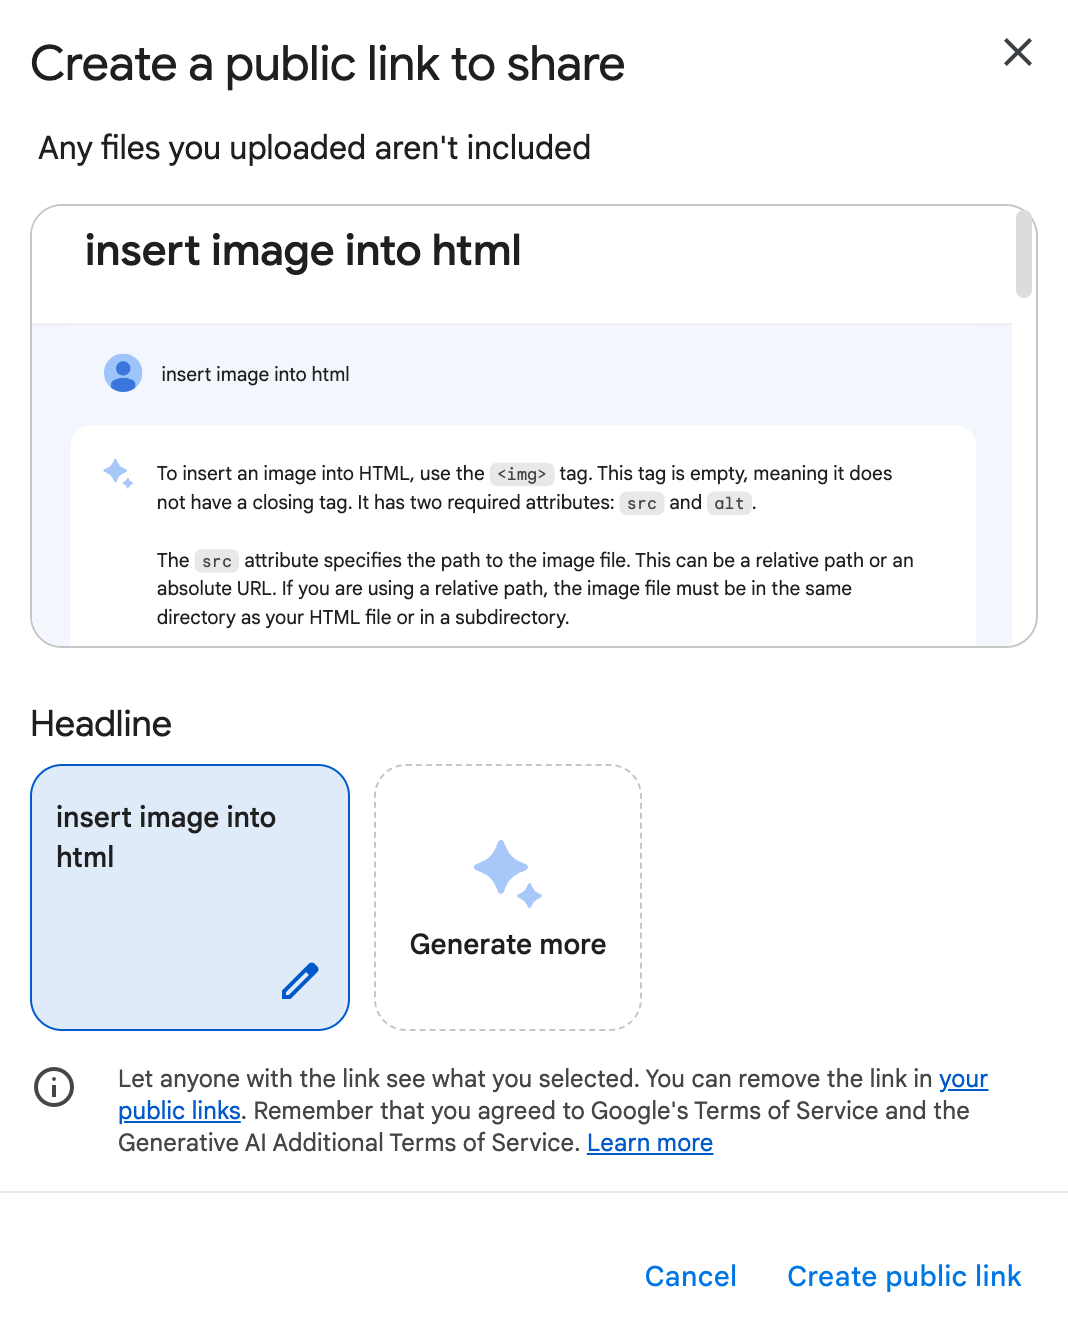 Create a public link to share
Any files you uploaded aren't included
insert image into html
insert image into html
To insert an image into HTML, use the <img> tag. This tag is empty, meaning it does
not have a closing tag. It has two required attributes: src and alt.
The src attribute specifies the path to the image file. This can be a relative path or an
absolute URL. If you are using a relative path, the image file must be in the same
directory as your HTML file or in a subdirectory.
Headline
insert image into
html
Generate more
Let anyone with the link see what you selected. You can remove the link in your
public links. Remember that you agreed to Google's Terms of Service and the
Generative AI Additional Terms of Service. Learn more
Cancel Create public link